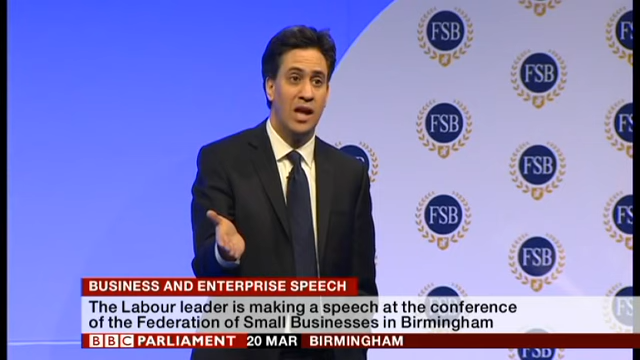 FSB
FSB FSB
FSB FSB
FSB FSB
FSB FSB
BUSINESS AND ENTERPRISE SPEECH
The Labour leader is making a speech at the conference
of the Federation of Small Businesses in Birmingham
BBC PARLIAMENT 20 MAR BIRMINGHAM